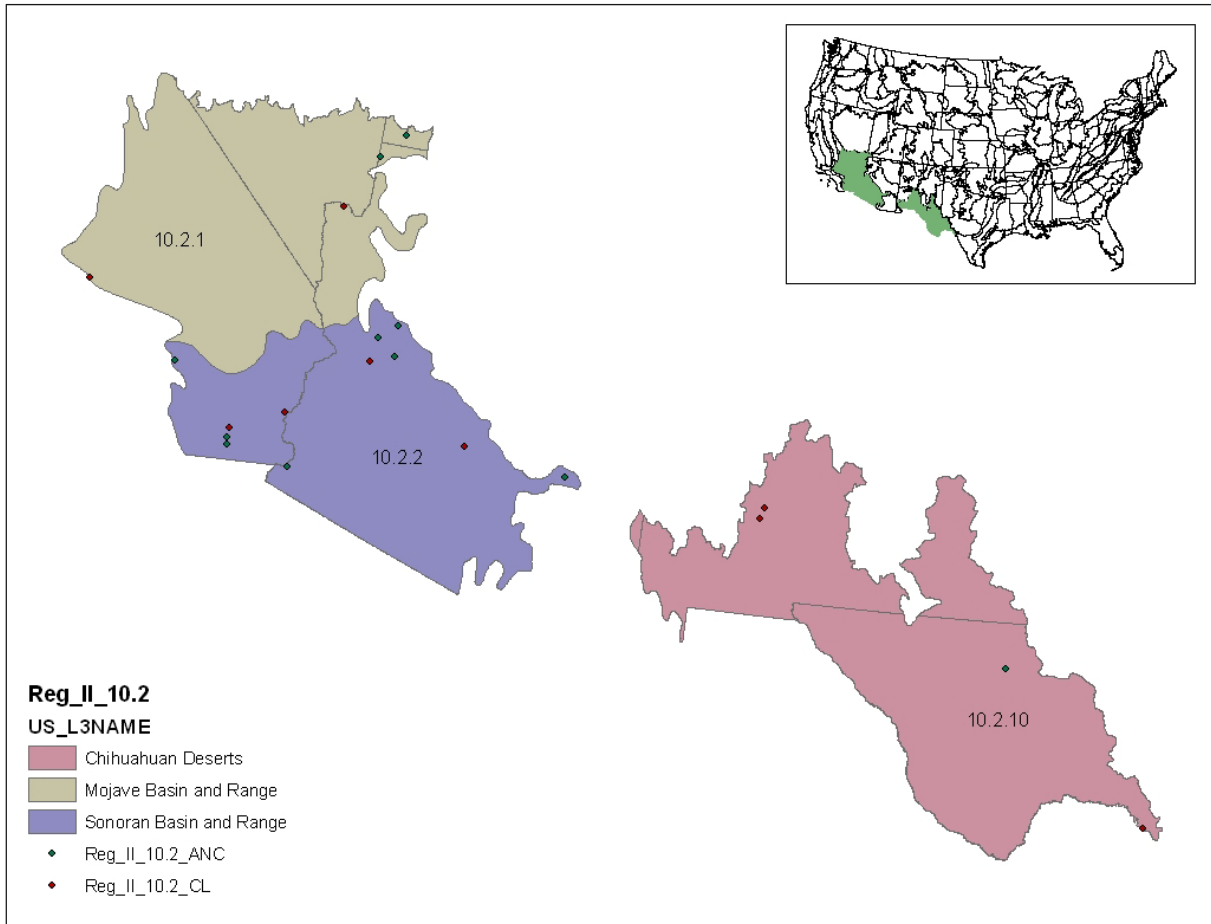 10.2.1
10.2.2
10.2.10
Reg_II_10.2
US_L3NAME
Chihuahuan Deserts
Mojave Basin and Range
Sonoran Basin and Range
Reg_II_10.2_ANC
Reg_II_10.2_CL